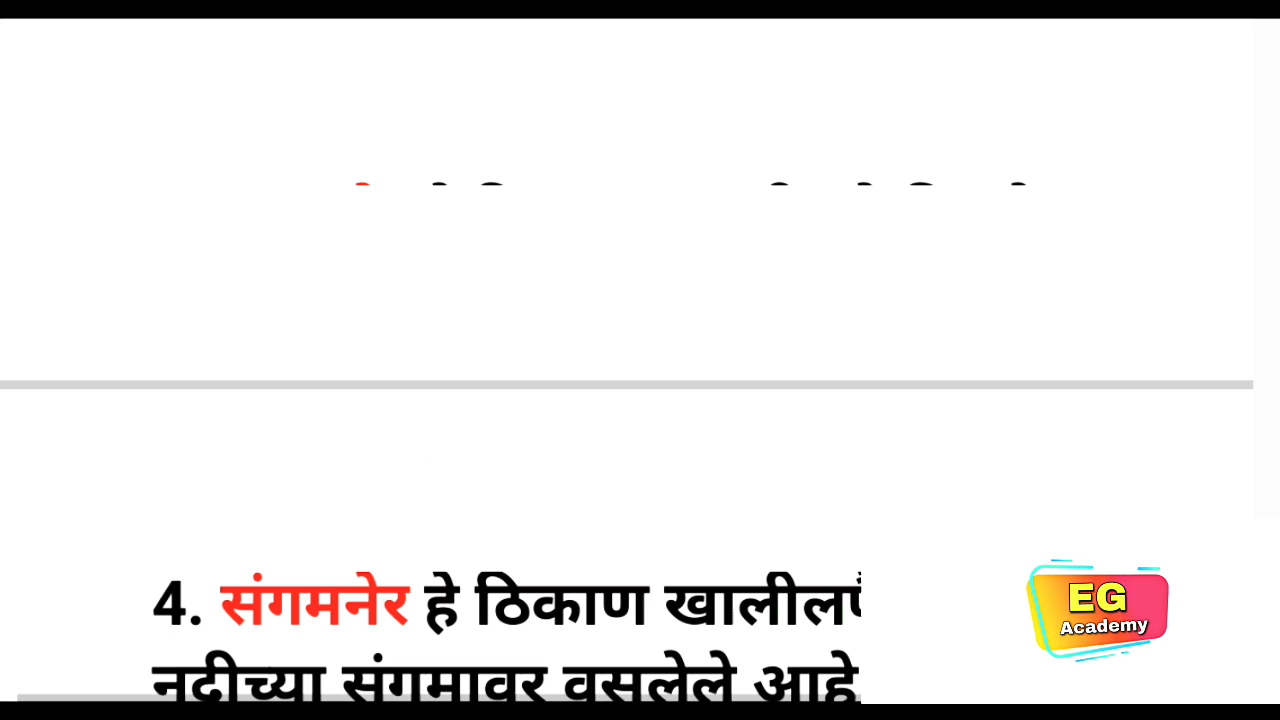 4. संगमनेर हे ठिकाण
नदीच्या संगमावर वसलेले आहे
EG
Academy